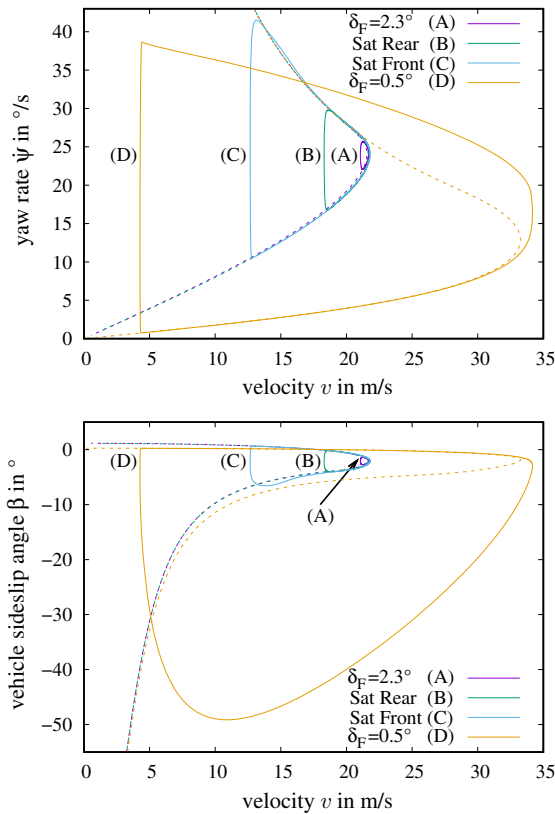 40
35
30
25
20
15
10
5
0
yaw rate ψ̇ in °/s
δF=2.3° (A)
Sat Rear (B)
Sat Front (C)
δF=0.5° (D)
(D)
(C)
(B)
(A)
0 5 10 15 20 25 30 35
velocity v in m/s
0
−10
−20
−30
−40
−50
vehicle sideslip angle β in °
(D)
(C)
(B)
(A)
δF=2.3° (A)
Sat Rear (B)
Sat Front (C)
δF=0.5° (D)
0 5 10 15 20 25 30 35
velocity v in m/s